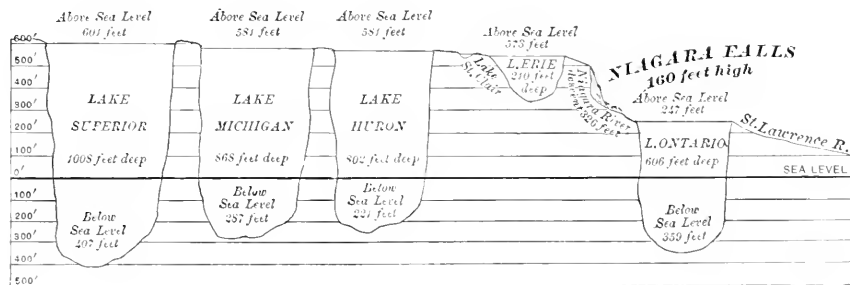 Above Sea Level
601 feet
Above Sea Level
581 feet
Above Sea Level
581 feet
Above Sea Level
573 feet
NIAGARA FALLS
160 feet high
600'
500'
400'
300'
200'
100'
0'
100'
200'
300'
400'
500'
LAKE
SUPERIOR
1008 feet deep
Below
Sea Level
407 feet
LAKE
MICHIGAN
868 feet deep
Below
Sea Level
287 feet
LAKE
HURON
802 feet deep
Below
Sea Level
221 feet
Lake
St. Clair
L. ERIE
210 feet
deep
Niagara River
descent 326 feet
Above Sea Level
247 feet
L. ONTARIO
606 feet deep
Below
Sea Level
359 feet
St. Lawrence R.
SEA LEVEL